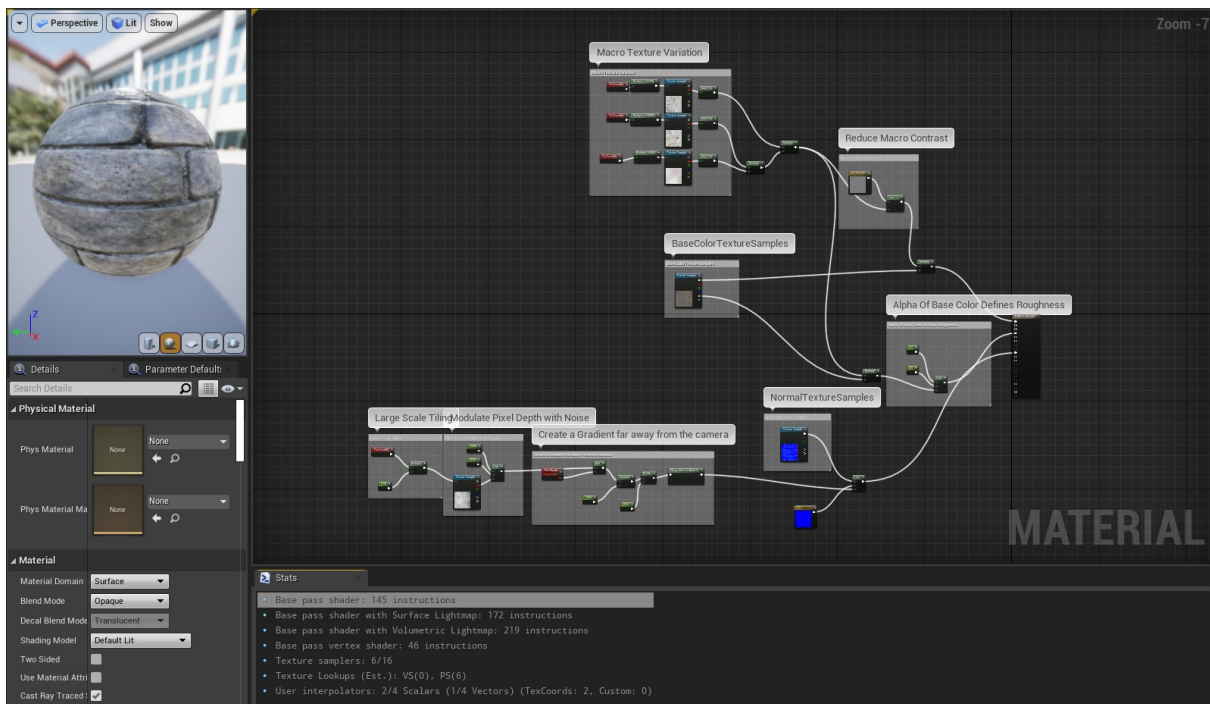 Perspective
Lit
Show
Zoom -7
Macro Texture Variation
Reduce Macro Contrast
BaseColorTextureSamples
Alpha Of Base Color Defines Roughness
NormalTextureSamples
Large Scale Tiling
Modulate Pixel Depth with Noise
Create a Gradient far away from the camera
MATERIAL
Z
X
Details
Parameter Defaults
Search Details
Physical Material
Phys Material
None
None
Phys Material Ma
None
None
Material
Material Domain
Surface
Blend Mode
Opaque
Decal Blend Mode
Translucent
Shading Model
Default Lit
Two Sided
Use Material Attri
Cast Ray Traced
Stats
Base pass shader: 145 instructions
Base pass shader with Surface Lightmap: 172 instructions
Base pass shader with Volumetric Lightmap: 219 instructions
Base pass vertex shader: 46 instructions
Texture samplers: 6/16
Texture Lookups (Est.): VS(0), PS(6)
User interpolators: 2/4 Scalars (1/4 Vectors) (TexCoords: 2, Custom: 0)